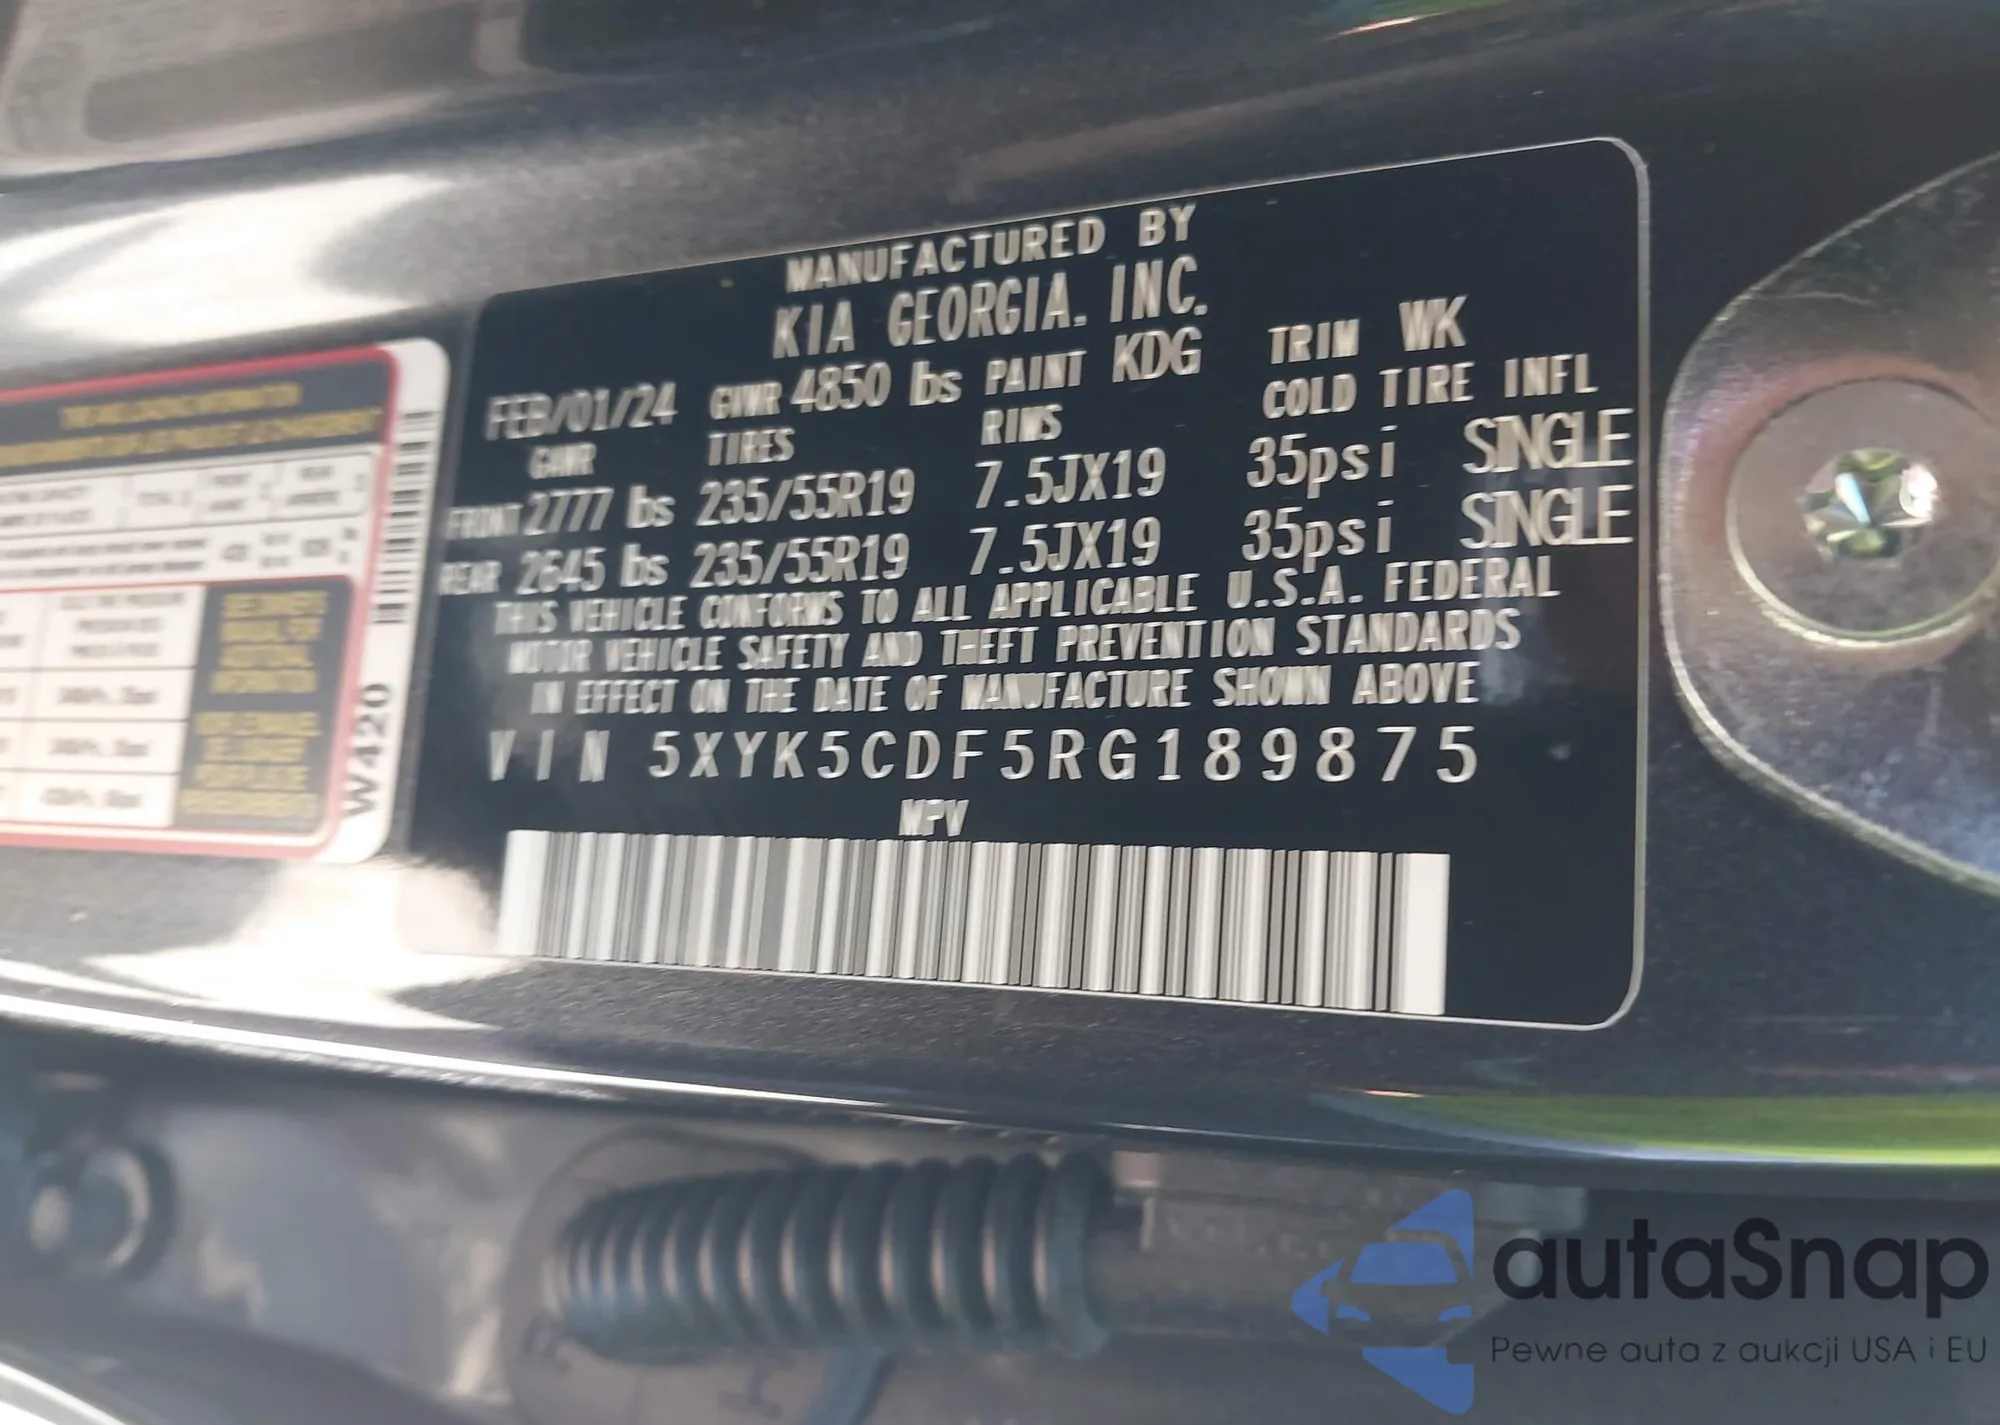 MANUFACTURED BY
KIA GEORGIA. INC.
FEB/01/24 GVWR 4850 lbs PAINT KDG TRIM WK
GAWR TIRES RIMS COLD TIRE INFL
FRONT 2777 lbs 235/55R19 7.5JX19 35psi SINGLE
REAR 2645 lbs 235/55R19 7.5JX19 35psi SINGLE
THIS VEHICLE CONFORMS TO ALL APPLICABLE U.S.A. FEDERAL
MOTOR VEHICLE SAFETY AND THEFT PREVENTION STANDARDS
IN EFFECT ON THE DATE OF MANUFACTURE SHOWN ABOVE
VIN 5XYK5CDF5RG189875
MPV
W420
autaSnap
Pewne auta z aukcji USA i EU